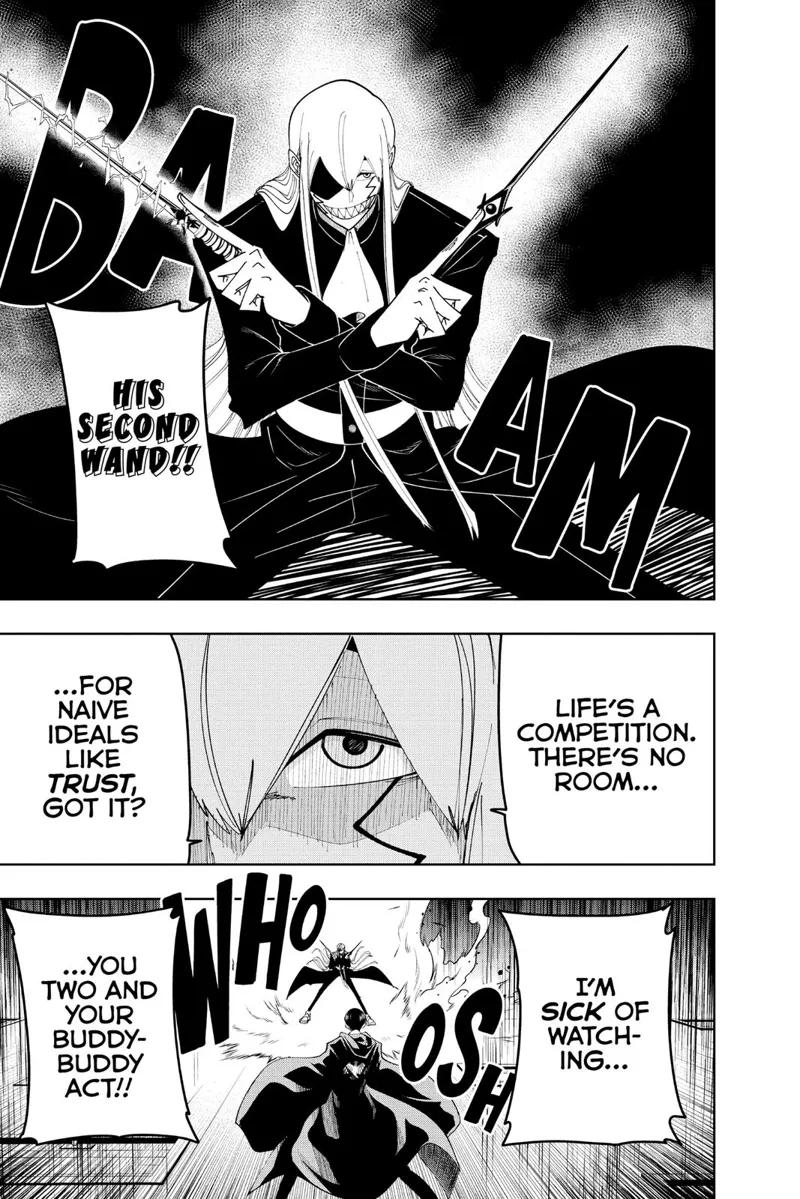 BA
AM
HIS
SECOND
WAND!!
LIFE'S A
COMPETITION.
THERE'S NO
ROOM...
...FOR
NAIVE
IDEALS
LIKE
TRUST,
GOT IT?
I'M
SICK OF
WATCH-
ING...
WHO
OSH
...YOU
TWO AND
YOUR
BUDDY-
BUDDY
ACT!!